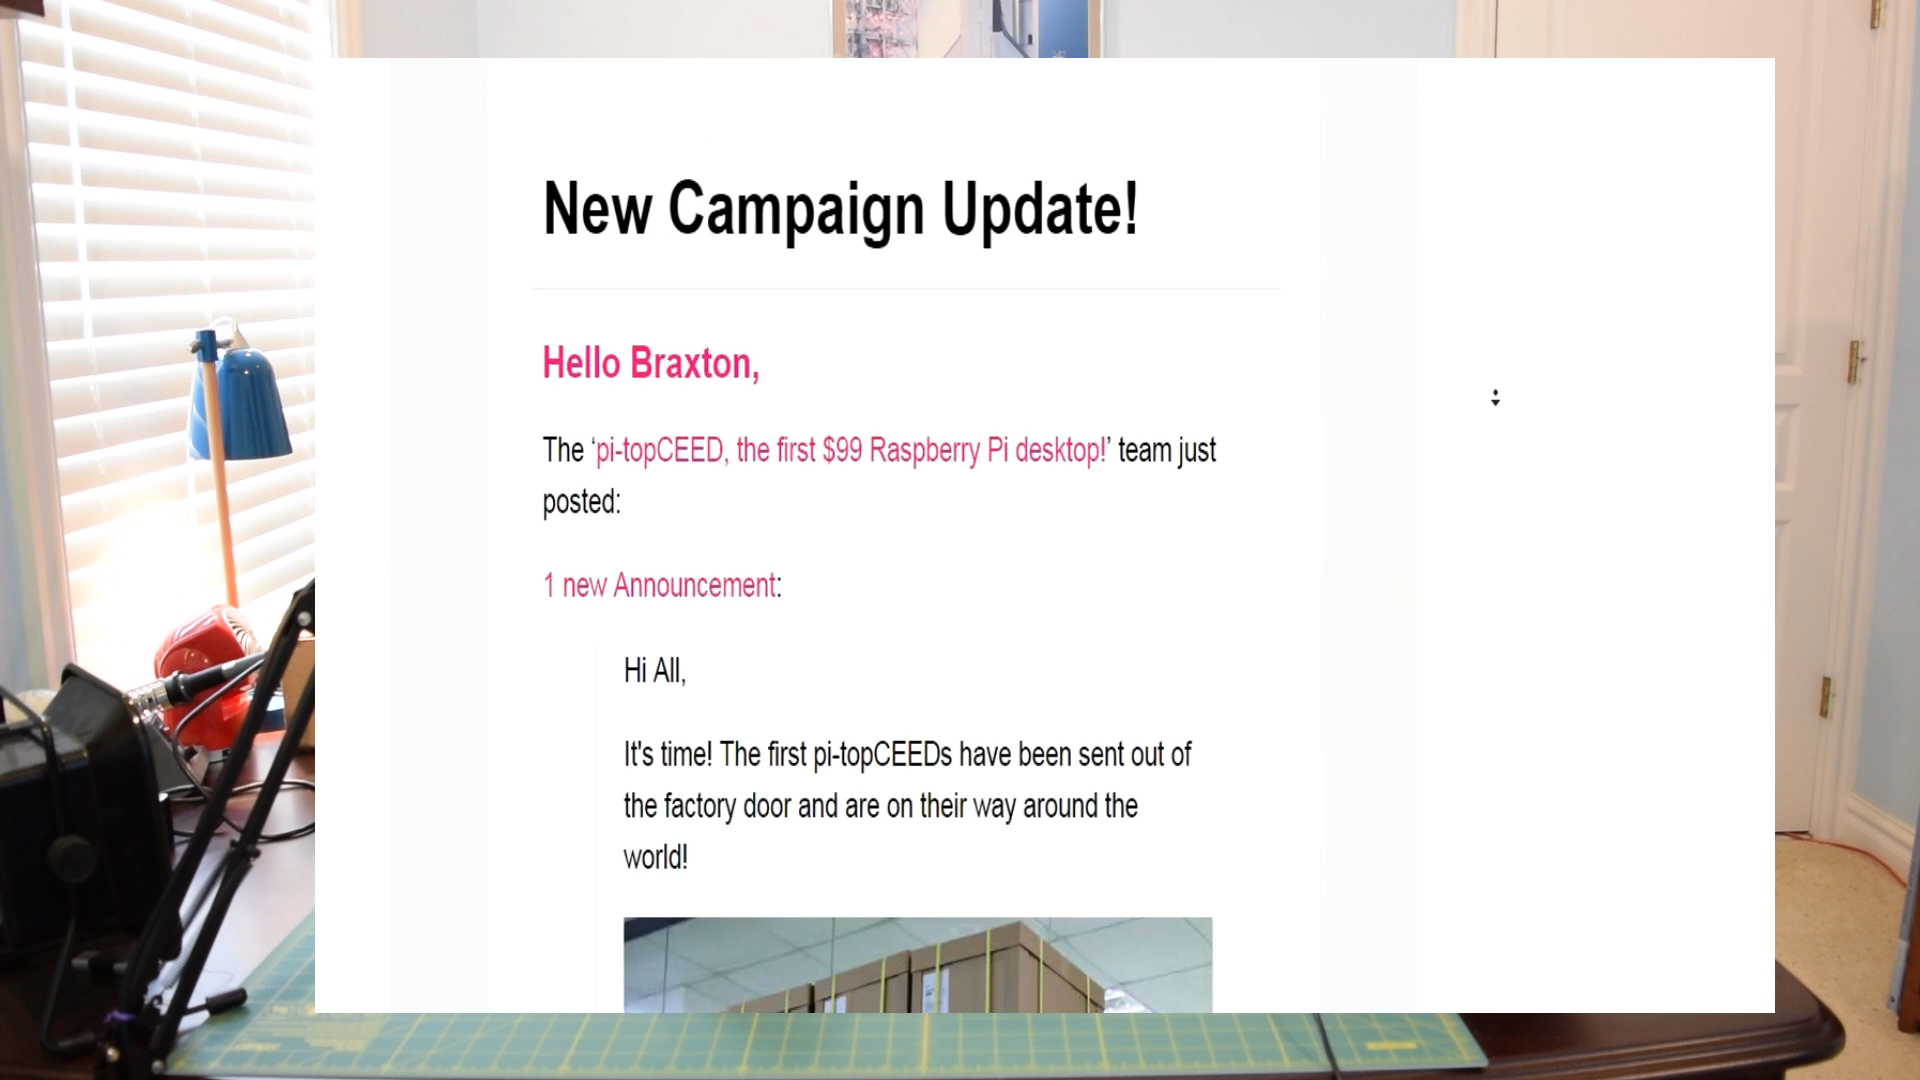 New Campaign Update!
Hello Braxton,
The ‘pi-topCEED, the first $99 Raspberry Pi desktop!’ team just
posted:
1 new Announcement:
Hi All,
It's time! The first pi-topCEEDs have been sent out of
the factory door and are on their way around the
world!